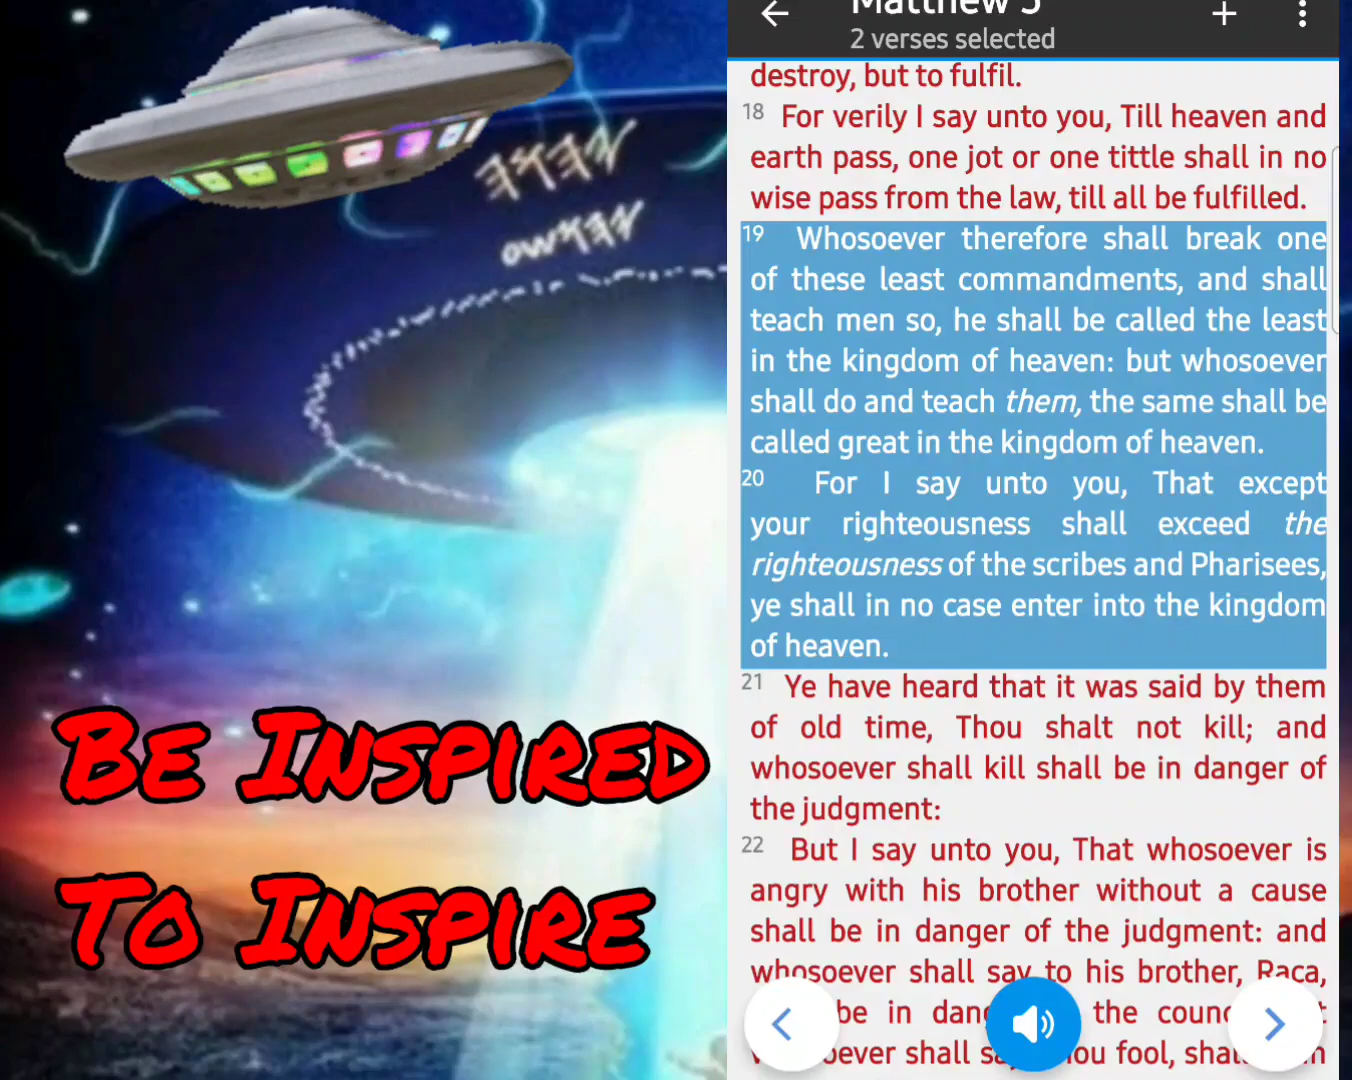 𐤉𐤄𐤅𐤄
𐤉𐤄𐤅𐤔𐤏
Be Inspired
To Inspire
Matthew 5
2 verses selected
destroy, but to fulfil.
18 For verily I say unto you, Till heaven and
earth pass, one jot or one tittle shall in no
wise pass from the law, till all be fulfilled.
19 Whosoever therefore shall break one
of these least commandments, and shall
teach men so, he shall be called the least
in the kingdom of heaven: but whosoever
shall do and teach them, the same shall be
called great in the kingdom of heaven.
20 For I say unto you, That except
your righteousness shall exceed the
righteousness of the scribes and Pharisees,
ye shall in no case enter into the kingdom
of heaven.
21 Ye have heard that it was said by them
of old time, Thou shalt not kill; and
whosoever shall kill shall be in danger of
the judgment:
22 But I say unto you, That whosoever is
angry with his brother without a cause
shall be in danger of the judgment: and
whosoever shall say to his brother, Raca,
be in the
shall fool,